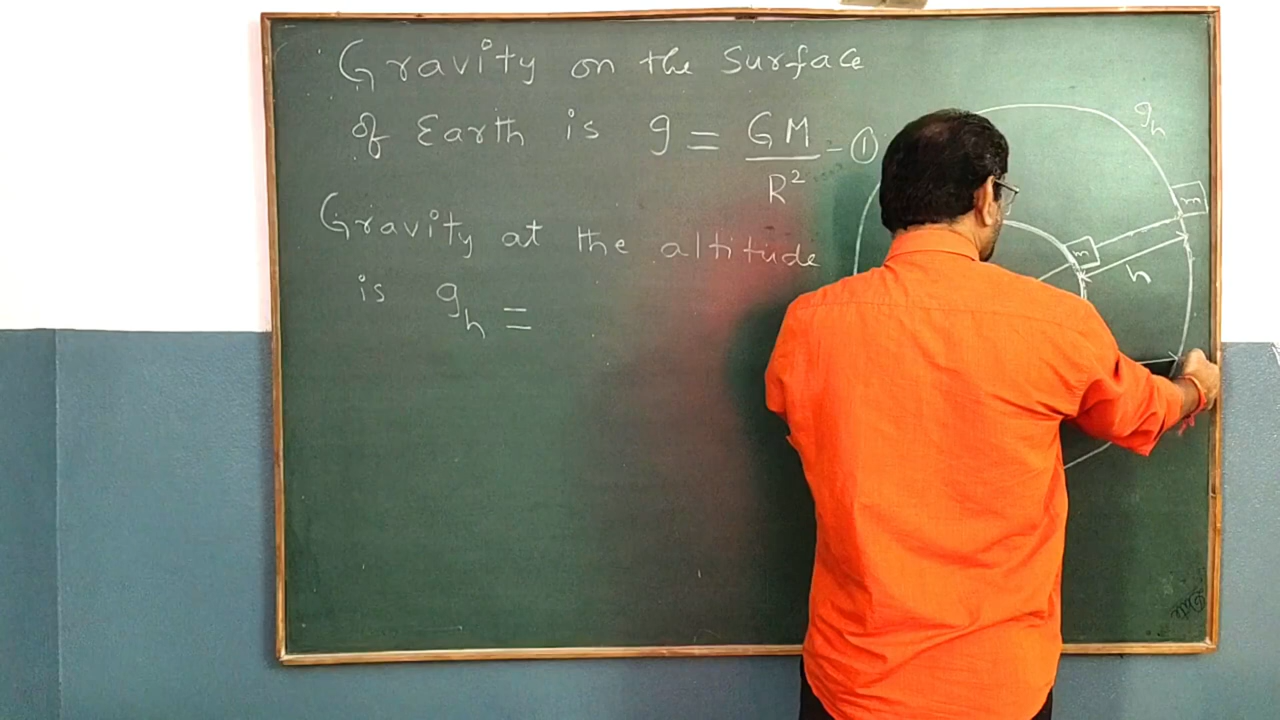 Gravity on the Surface
of Earth is g = GM/R² - ①
Gravity at the altitude
is g_h =
g_h
m
m
h